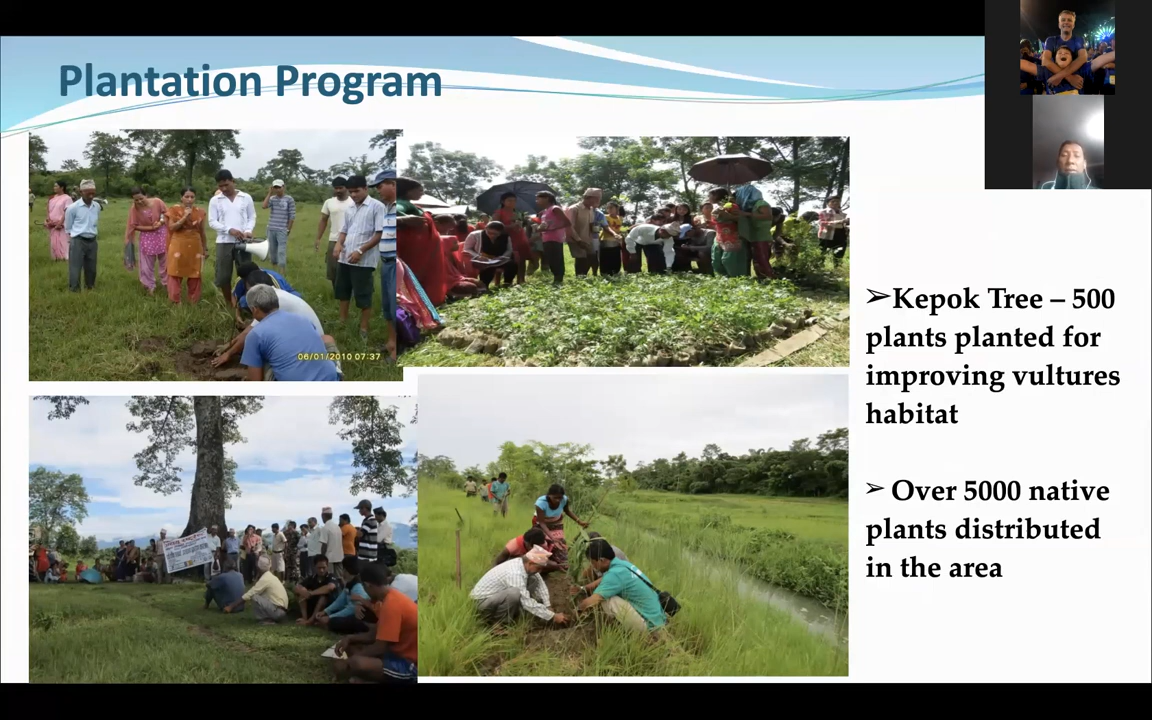 Plantation Program
06/01/2010 07:37
➢Kepok Tree – 500
plants planted for
improving vultures
habitat
➢ Over 5000 native
plants distributed
in the area